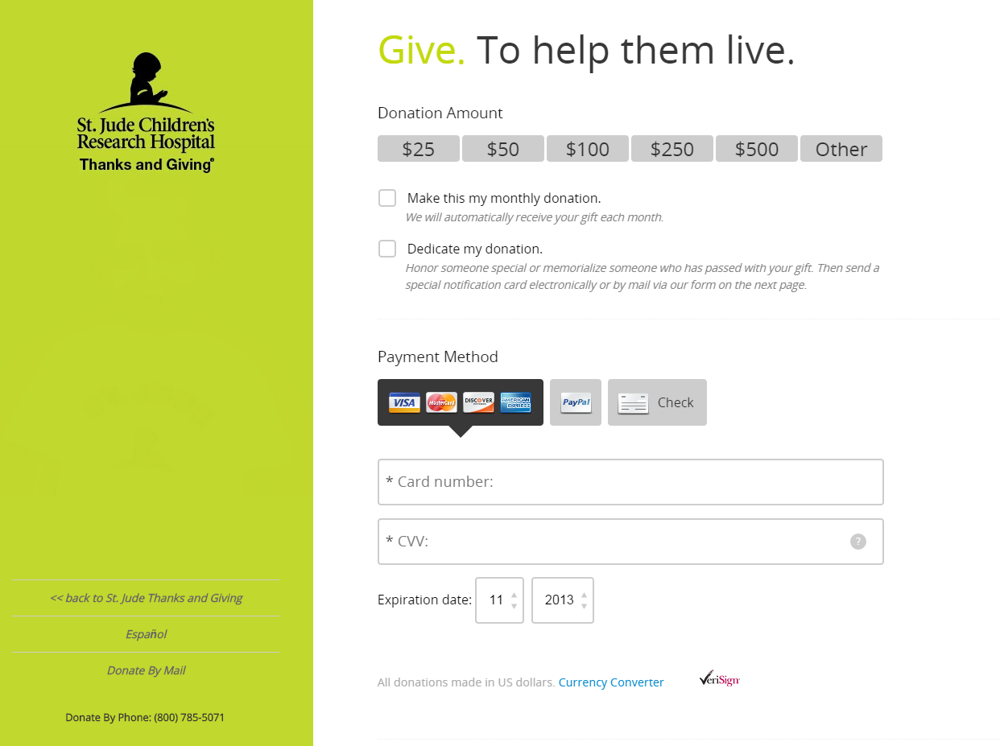 St. Jude Children's
Research Hospital
Thanks and Giving®
<< back to St. Jude Thanks and Giving
Español
Donate By Mail
Donate By Phone: (800) 785-5071
Give. To help them live.
Donation Amount
$25 $50 $100 $250 $500 Other
Make this my monthly donation.
We will automatically receive your gift each month.
Dedicate my donation.
Honor someone special or memorialize someone who has passed with your gift. Then send a
special notification card electronically or by mail via our form on the next page.
Payment Method
VISA MasterCard DISCOVER AMERICAN EXPRESS PayPal Check
* Card number:
* CVV: ?
Expiration date: 11 2013
All donations made in US dollars. Currency Converter VeriSign